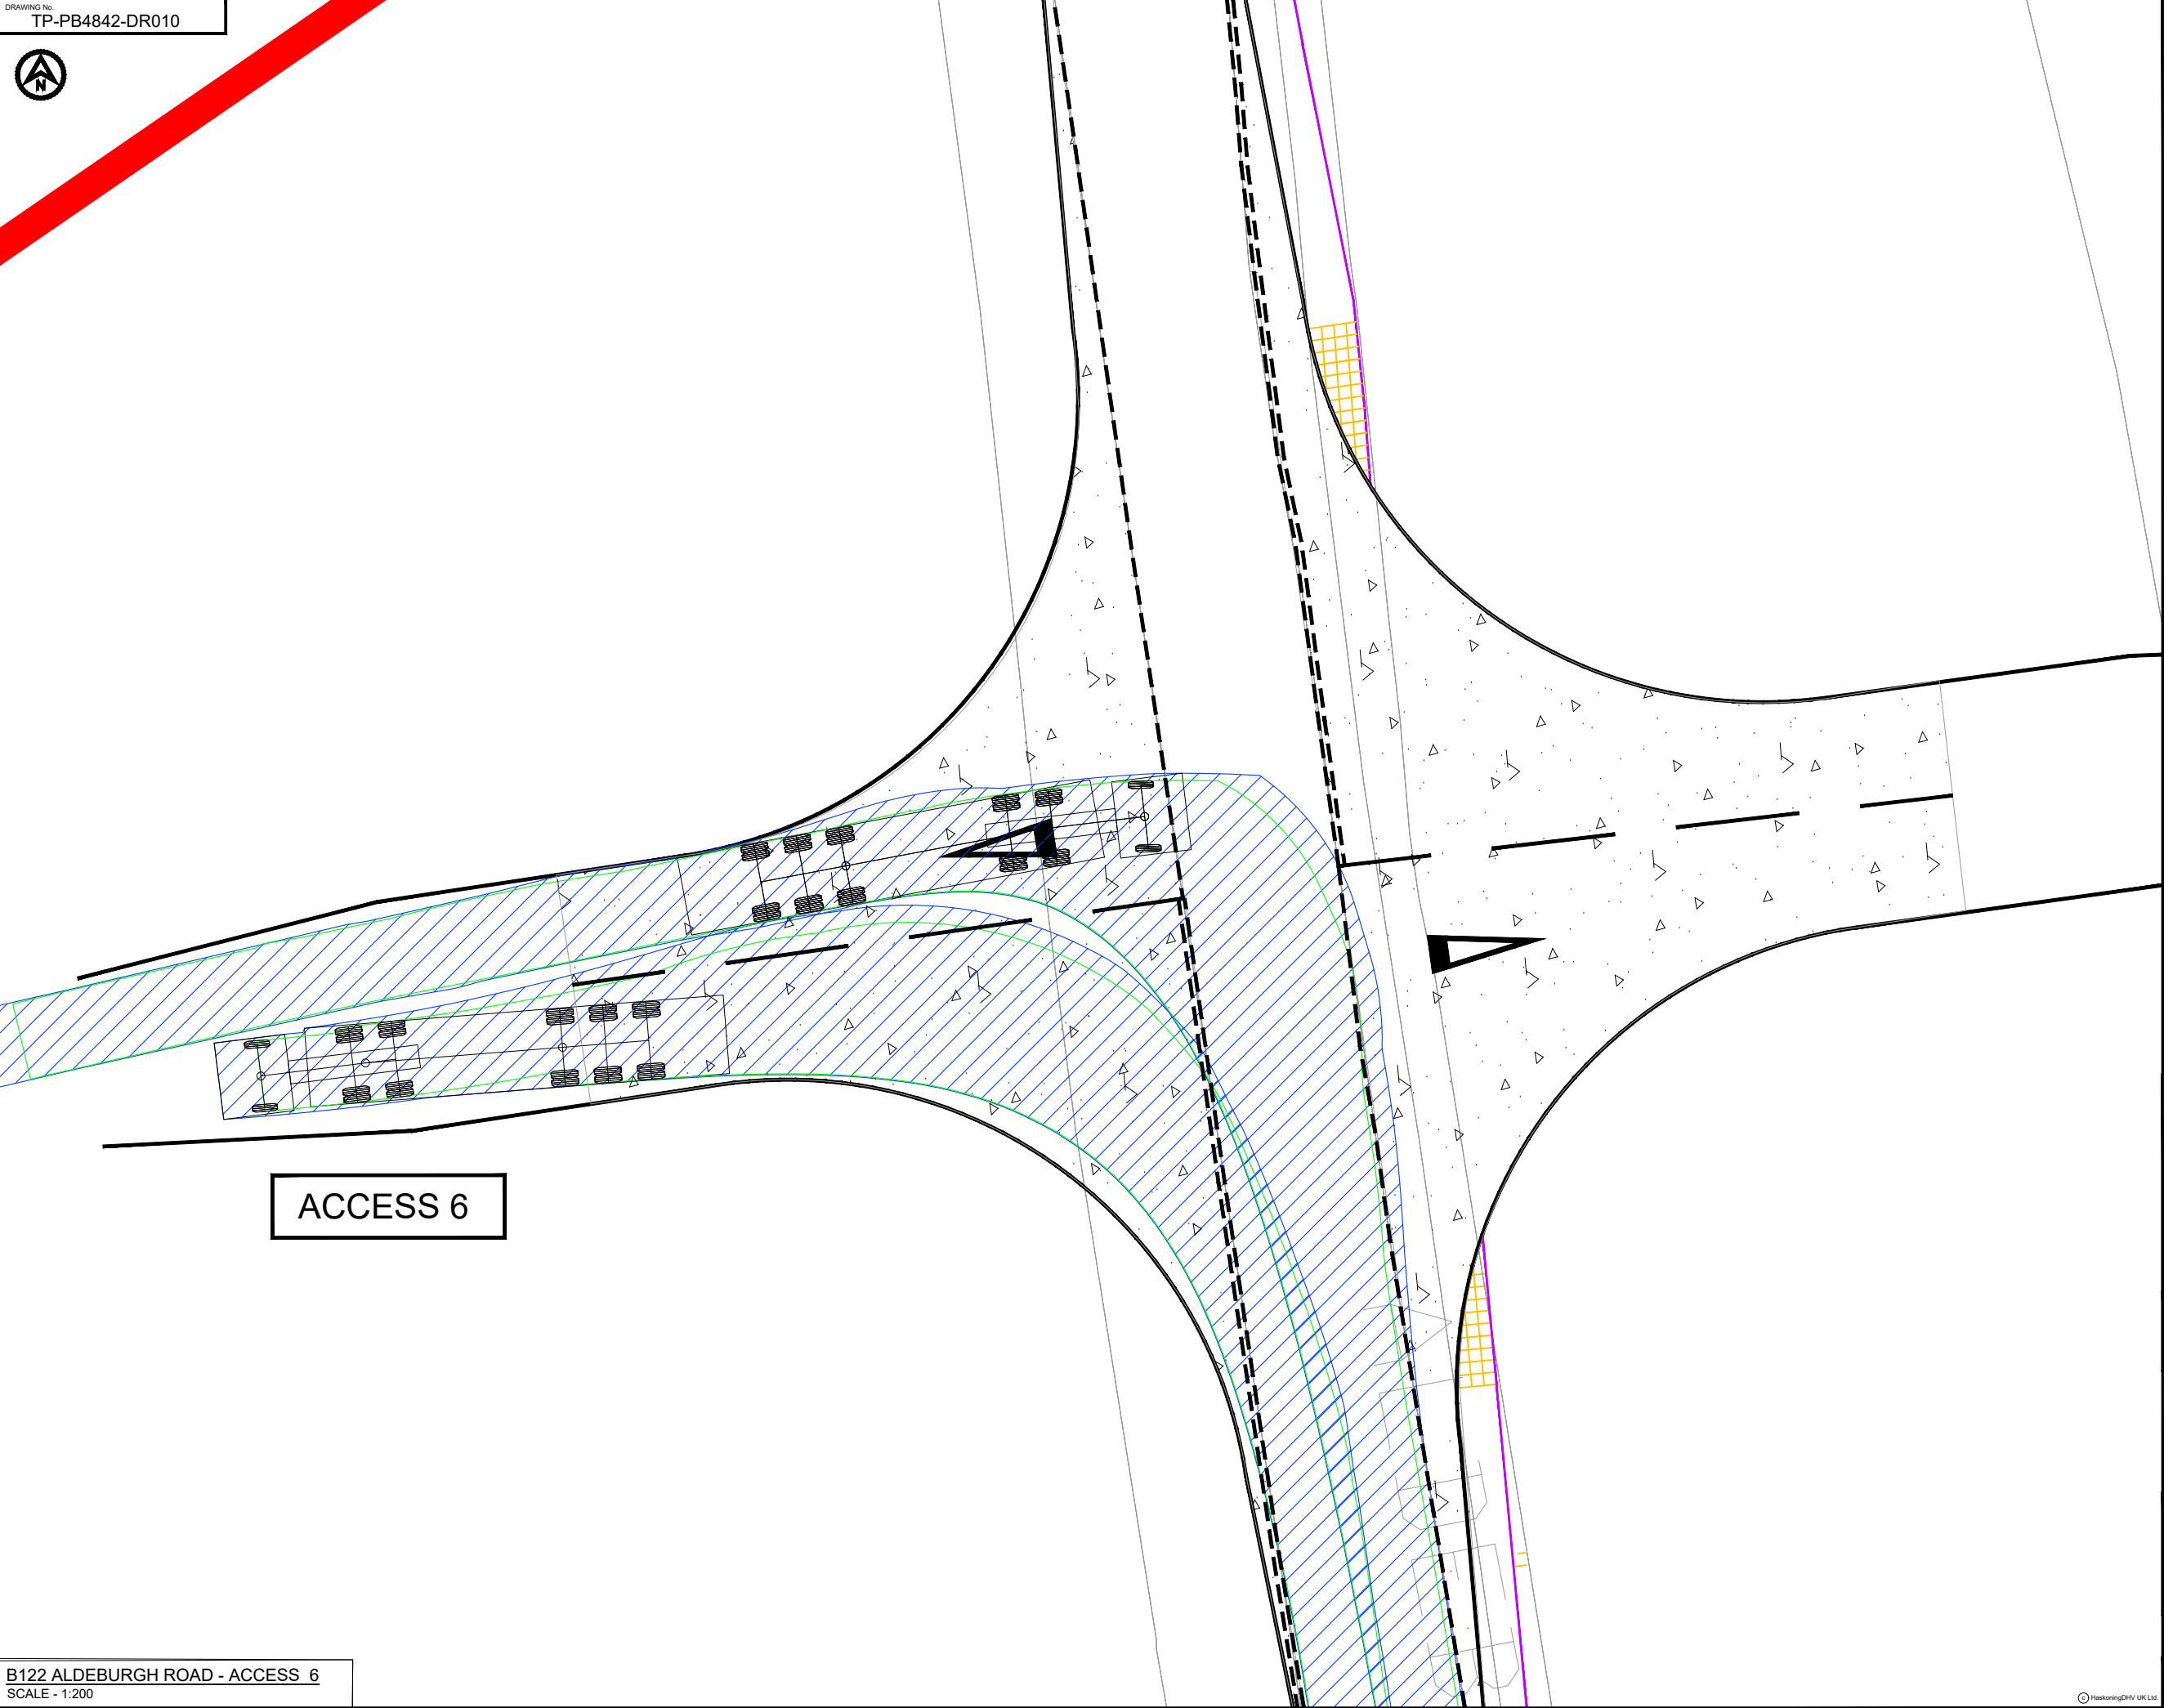 DRAWING No.
TP-PB4842-DR010
N
ACCESS 6
B122 ALDEBURGH ROAD - ACCESS 6
SCALE - 1:200
c HaskoningDHV UK Ltd.